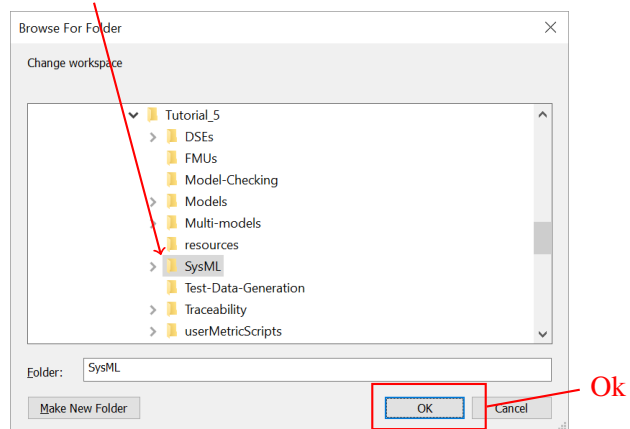 Browse For Folder
Change workspace
Tutorial_5
DSEs
FMUs
Model-Checking
Models
Multi-models
resources
SysML
Test-Data-Generation
Traceability
userMetricScripts
Folder: SysML
Ok
Make New Folder OK Cancel